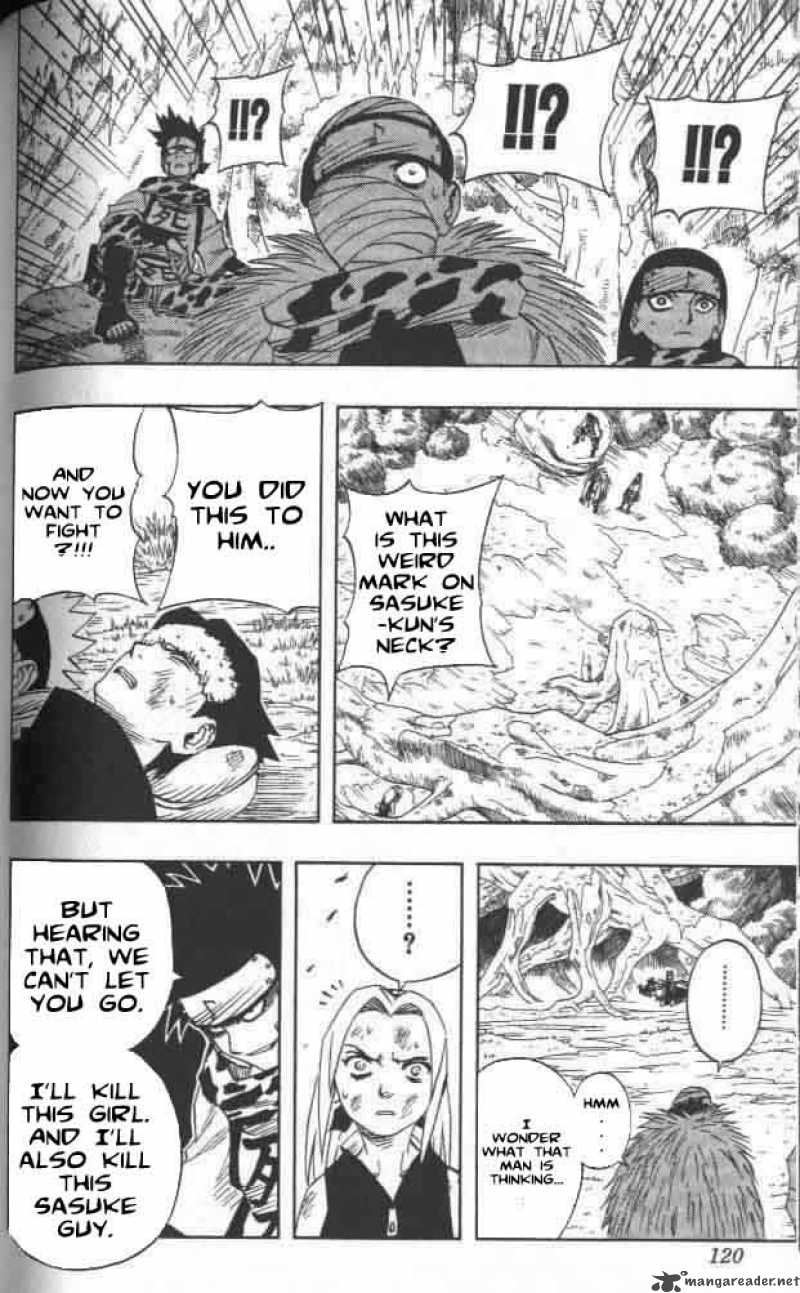 !!?
!!?
!!?
死
WHAT
IS THIS
WEIRD
MARK ON
SASUKE
-KUN'S
NECK?
YOU DID
THIS TO
HIM..
AND
NOW YOU
WANT TO
FIGHT
?!!!
.........
HMM
...
I
WONDER
WHAT THAT
MAN IS
THINKING...
......
?
BUT
HEARING
THAT, WE
CAN'T LET
YOU GO.
I'LL KILL
THIS GIRL.
AND I'LL
ALSO KILL
THIS
SASUKE
GUY.
死
120
mangareader.net